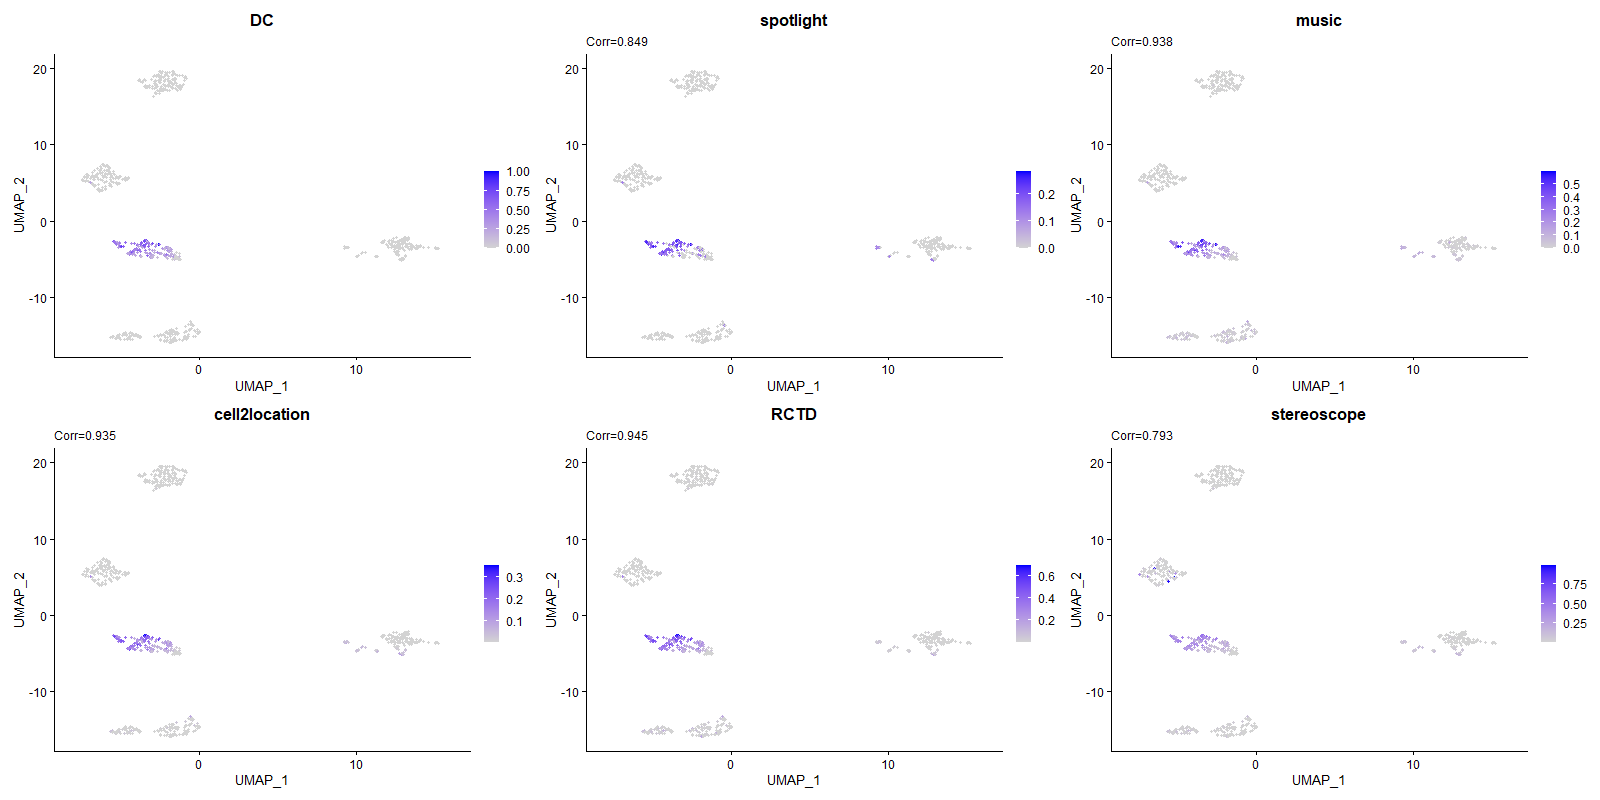 DC
20
10
0
-10
UMAP_2
0
10
UMAP_1
1.00
0.75
0.50
0.25
0.00
spotlight
Corr=0.849
20
10
0
-10
UMAP_2
0
10
UMAP_1
0.2
0.1
0.0
music
Corr=0.938
20
10
0
-10
UMAP_2
0
10
UMAP_1
0.5
0.4
0.3
0.2
0.1
0.0
cell2location
Corr=0.935
20
10
0
-10
UMAP_2
0
10
UMAP_1
0.3
0.2
0.1
RCTD
Corr=0.945
20
10
0
-10
UMAP_2
0
10
UMAP_1
0.6
0.4
0.2
stereoscope
Corr=0.793
20
10
0
-10
UMAP_2
0
10
UMAP_1
0.75
0.50
0.25